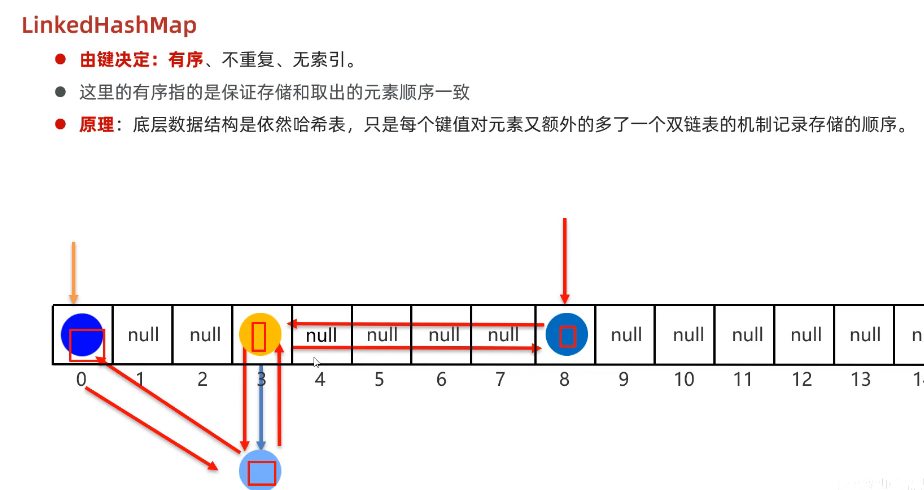 LinkedHashMap
由键决定：有序、不重复、无索引。
这里的有序指的是保证存储和取出的元素顺序一致
原理：底层数据结构是依然哈希表，只是每个键值对元素又额外的多了一个双链表的机制记录存储的顺序。
null null null null null null null null null null null
0 1 2 3 4 5 6 7 8 9 10 11 12 13